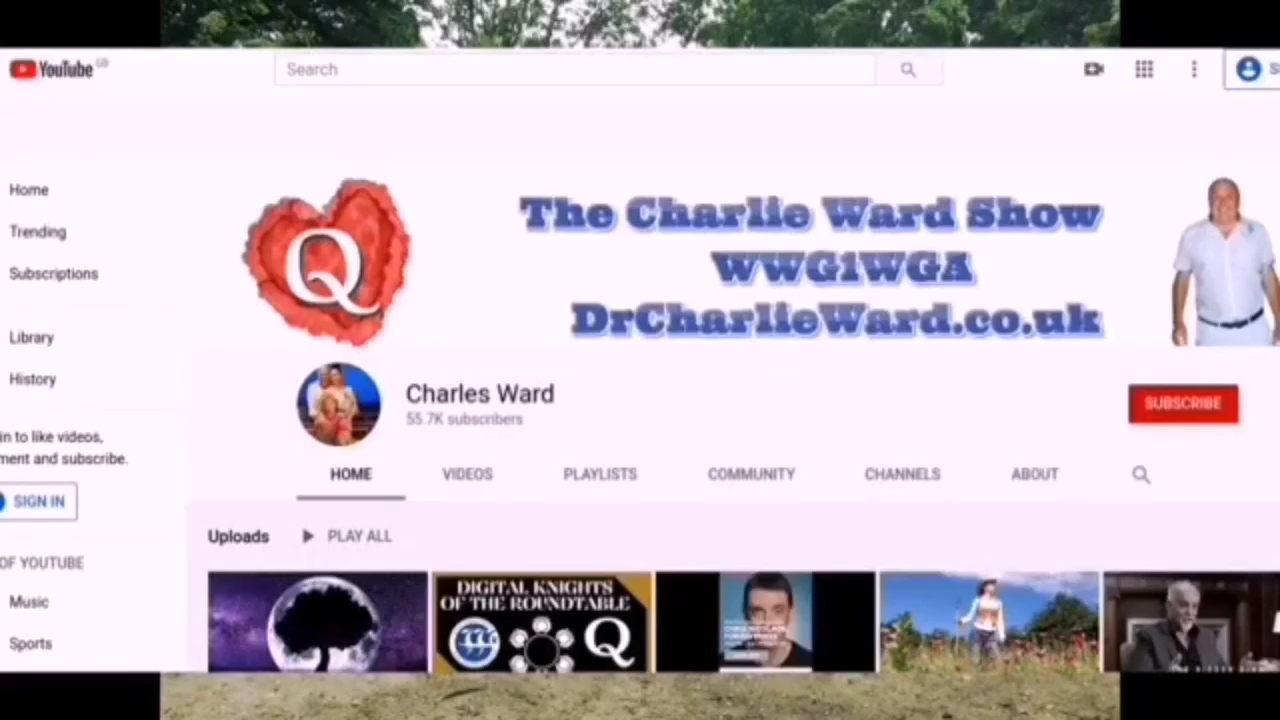 YouTube GB
Search
S
Home
Trending
Subscriptions
Library
History
in to like videos,
ment and subscribe.
SIGN IN
OF YOUTUBE
Music
Sports
Q
The Charlie Ward Show
WWG1WGA
DrCharlieWard.co.uk
Charles Ward
55.7K subscribers
SUBSCRIBE
HOME VIDEOS PLAYLISTS COMMUNITY CHANNELS ABOUT
Uploads PLAY ALL
DIGITAL KNIGHTS
OF THE ROUNDTABLE
Q